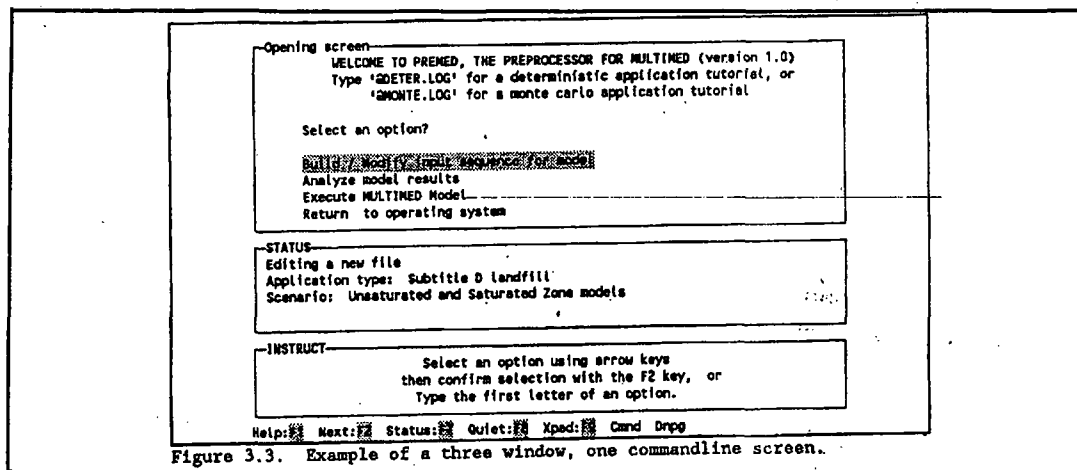 Opening screen
WELCOME TO PREMED, THE PREPROCESSOR FOR MULTIMED (version 1.0)
Type '@DETER.LOG' for a deterministic application tutorial, or
'@MONTE.LOG' for a monte carlo application tutorial
Select an option?
Build / Modify input sequence for model
Analyze model results
Execute MULTIMED Model
Return to operating system
STATUS
Editing a new file
Application type: Subtitle D landfill
Scenario: Unsaturated and Saturated Zone models
INSTRUCT
Select an option using arrow keys
then confirm selection with the F2 key, or
Type the first letter of an option.
Help: Next:F2 Status: Quiet: Xpad: Cmnd Dnpg
Figure 3.3. Example of a three window, one commandline screen.